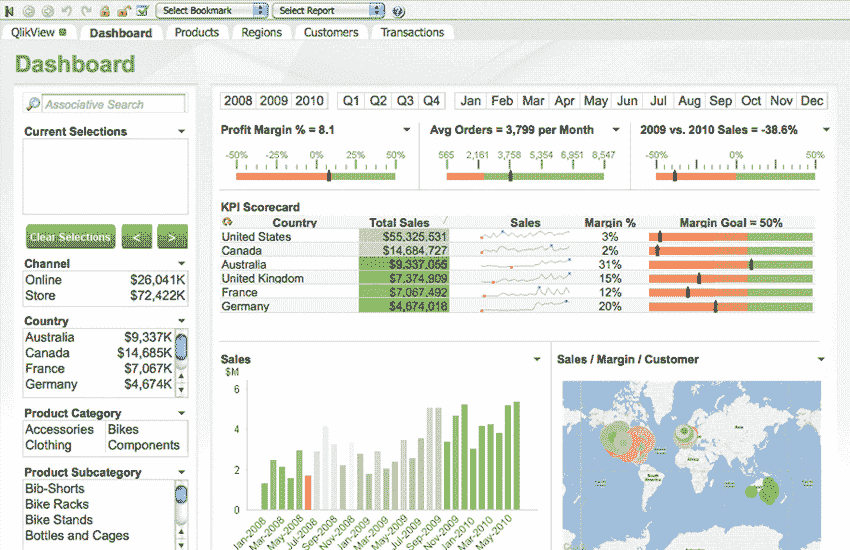 Select Bookmark Select Report
QlikView Dashboard Products Regions Customers Transactions
Dashboard
Associative Search
Current Selections
Clear Selections < >
Channel
Online $26,041K
Store $72,422K
Country
Australia $9,337K
Canada $14,685K
France $7,067K
Germany $4,674K
Product Category
Accessories Bikes
Clothing Components
Product Subcategory
Bib-Shorts
Bike Racks
Bike Stands
Bottles and Cages
2008 2009 2010 Q1 Q2 Q3 Q4 Jan Feb Mar Apr May Jun Jul Aug Sep Oct Nov Dec
Profit Margin % = 8.1
-50% -25% 0% 25% 50%
Avg Orders = 3,799 per Month
565 2,161 3,758 5,354 6,951 8,547
2009 vs. 2010 Sales = -38.6%
-50% 0% 50%
KPI Scorecard
Country Total Sales Sales Margin % Margin Goal = 50%
United States $55,325,531 3%
Canada $14,684,727 2%
Australia $9,337,055 31%
United Kingdom $7,374,909 15%
France $7,067,492 12%
Germany $4,674,018 20%
Sales
$M
6
4
2
0
Jan-2008
Mar-2008
May-2008
Jul-2008
Sep-2008
Nov-2008
Jan-2009
Mar-2009
May-2009
Jul-2009
Sep-2009
Nov-2009
Jan-2010
Mar-2010
May-2010
Sales / Margin / Customer
Asia
Africa
South America